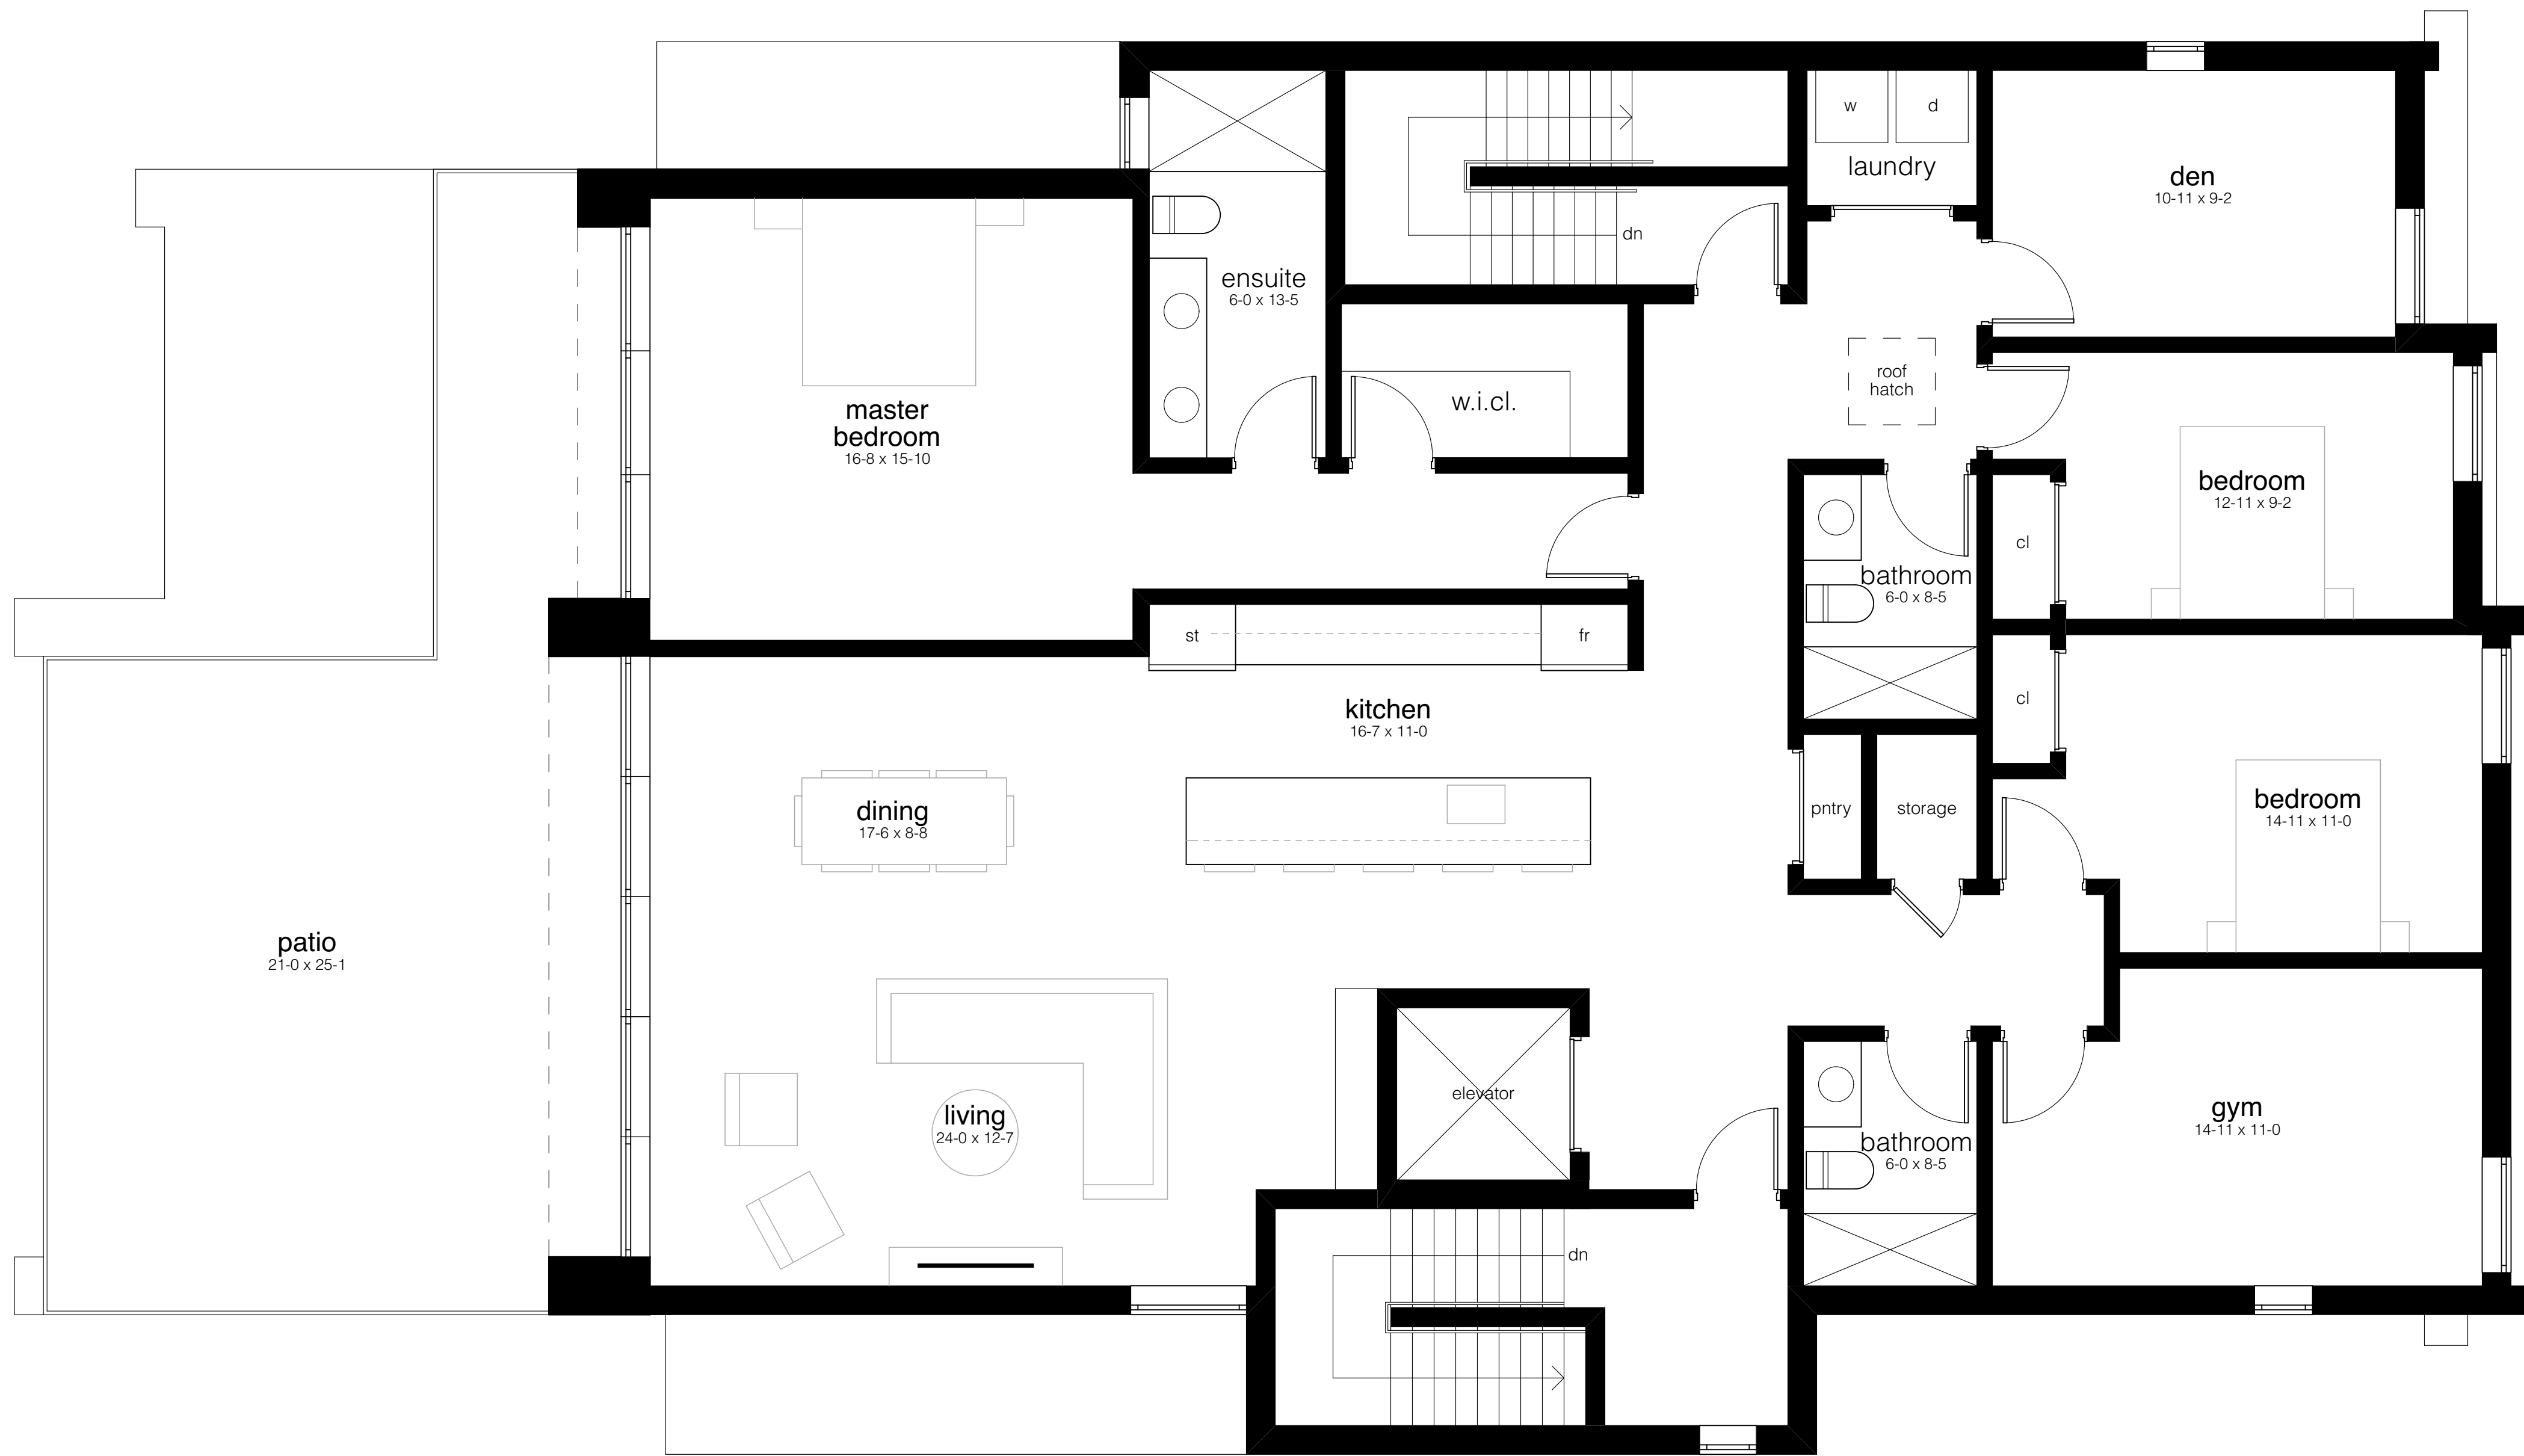 w
d
laundry
den
10-11 x 9-2
dn
ensuite
6-0 x 13-5
roof
hatch
w.i.cl.
master
bedroom
16-8 x 15-10
bedroom
12-11 x 9-2
cl
bathroom
6-0 x 8-5
st
fr
cl
kitchen
16-7 x 11-0
dining
17-6 x 8-8
pntry
storage
bedroom
14-11 x 11-0
patio
21-0 x 25-1
elevator
living
24-0 x 12-7
gym
14-11 x 11-0
bathroom
6-0 x 8-5
dn